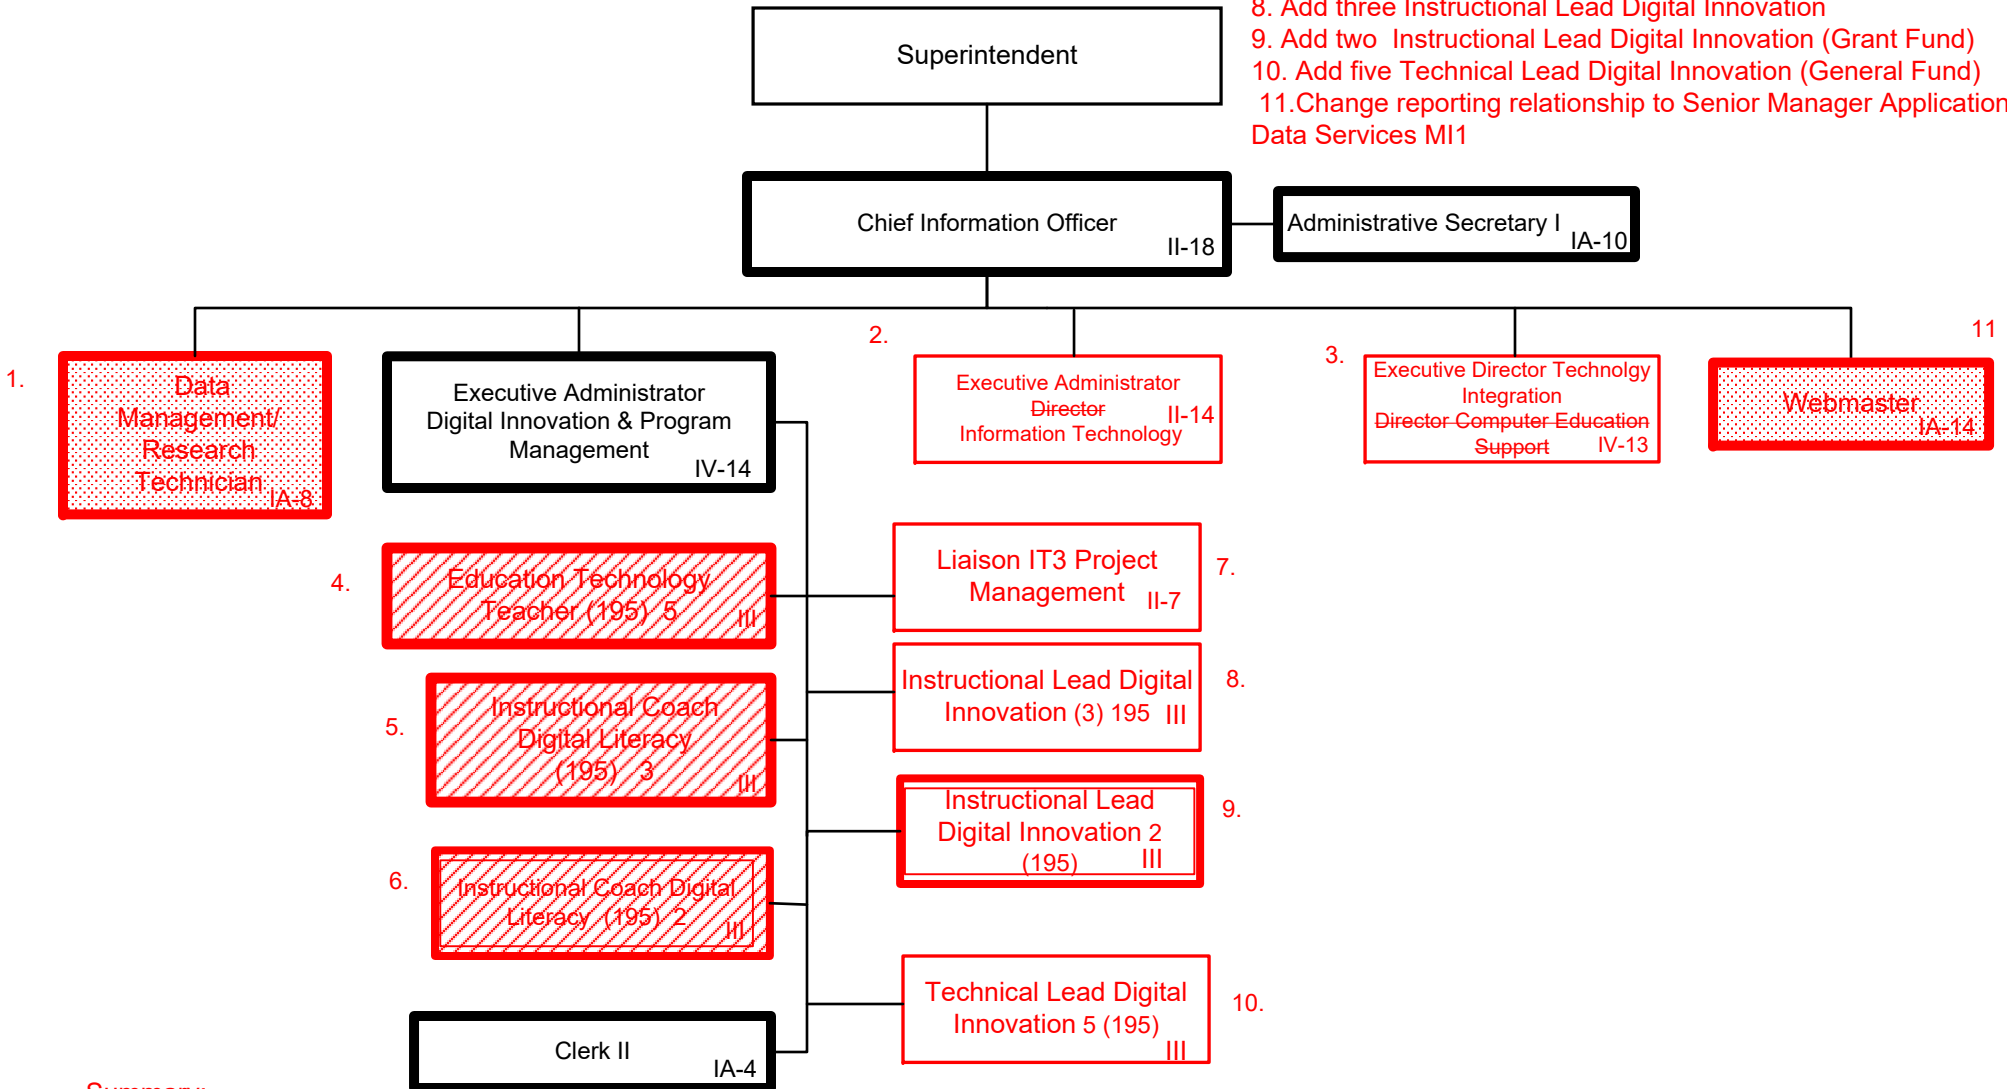 8. Add three Instructional Lead Digital Innovation
9. Add two Instructional Lead Digital Innovation (Grant Fund)
10. Add five Technical Lead Digital Innovation (General Fund)
11.Change reporting relationship to Senior Manager Application
Data Services MI1
Superintendent
Chief Information Officer
II-18
Administrative Secretary I
IA-10
1.
Data
Management/
Research
Technician
IA-8
Executive Administrator
Digital Innovation & Program
Management
IV-14
2.
Executive Administrator
Director
Information Technology
II-14
3.
Executive Director Technolgy
Integration
Director Computer Education
Support
IV-13
11
Webmaster
IA-14
4.
Education Technology
Teacher (195) 5
III
7.
Liaison IT3 Project
Management
II-7
5.
Instructional Coach
Digital Literacy
(195) 3
III
8.
Instructional Lead Digital
Innovation (3) 195
III
6.
Instructional Coach Digital
Literacy (195) 2
III
9.
Instructional Lead
Digital Innovation 2
(195)
III
10.
Technical Lead Digital
Innovation 5 (195)
III
Clerk II
IA-4
Summary: